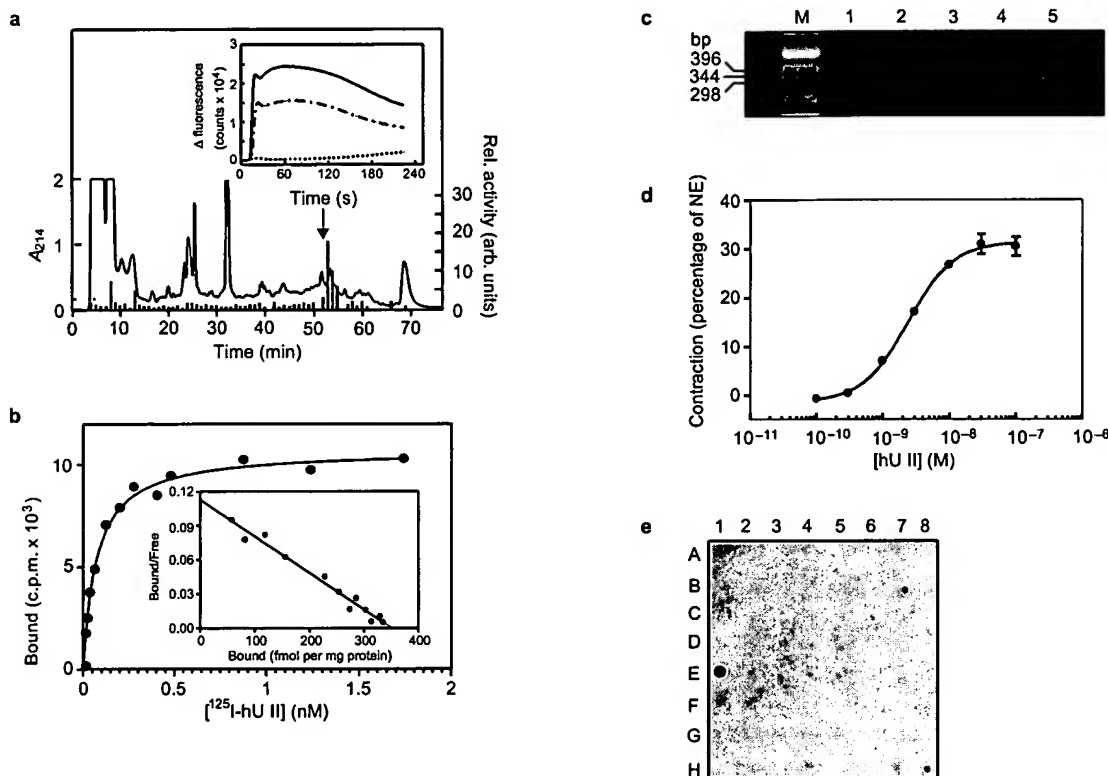 a
3
2
1
0
Δ fluorescence
(counts x 10⁴)
0 60 120 180 240
Time (s)
2
1
0
A₂₁₄
30
20
10
0
Rel. activity (arb. units)
0 10 20 30 40 50 60 70
Time (min)
b
10
5
0
Bound (c.p.m. x 10³)
0.12
0.09
0.06
0.03
0.00
Bound/Free
0 100 200 300 400
Bound (fmol per mg protein)
0 0.5 1 1.5 2
[¹²⁵I-hU II] (nM)
c
M 1 2 3 4 5
bp
396
344
298
d
40
30
20
10
0
Contraction (percentage of NE)
10⁻¹¹ 10⁻¹⁰ 10⁻⁹ 10⁻⁸ 10⁻⁷ 10⁻⁶
[hU II] (M)
e
1 2 3 4 5 6 7 8
A
B
C
D
E
F
G
H